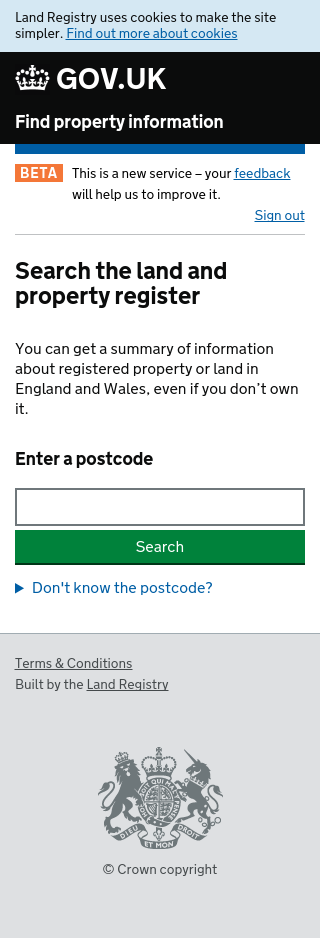 Land Registry uses cookies to make the site
simpler. Find out more about cookies
GOV.UK
Find property information
BETA This is a new service – your feedback
will help us to improve it.
Sign out
Search the land and
property register
You can get a summary of information
about registered property or land in
England and Wales, even if you don’t own
it.
Enter a postcode
Search
Don't know the postcode?
Terms & Conditions
Built by the Land Registry
DIEU ET MON DROIT
© Crown copyright